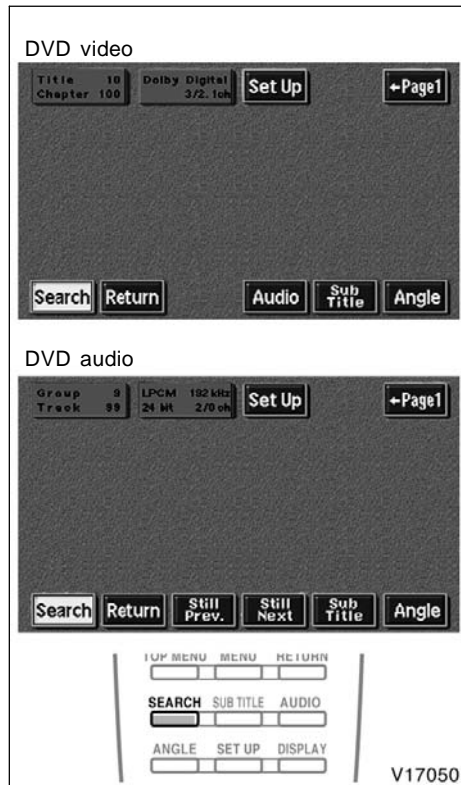 DVD video
Title 10
Chapter 100
Dolby Digital
3/2.1ch
Set Up
←Page1
Search
Return
Audio
Sub
Title
Angle
DVD audio
Group 9
Track 99
LPCM 192 kHz
24 bit 2/0 ch
Set Up
←Page1
Search
Return
Still
Prev.
Still
Next
Sub
Title
Angle
TOP MENU MENU RETURN
SEARCH SUB TITLE AUDIO
ANGLE SET UP DISPLAY
V17050